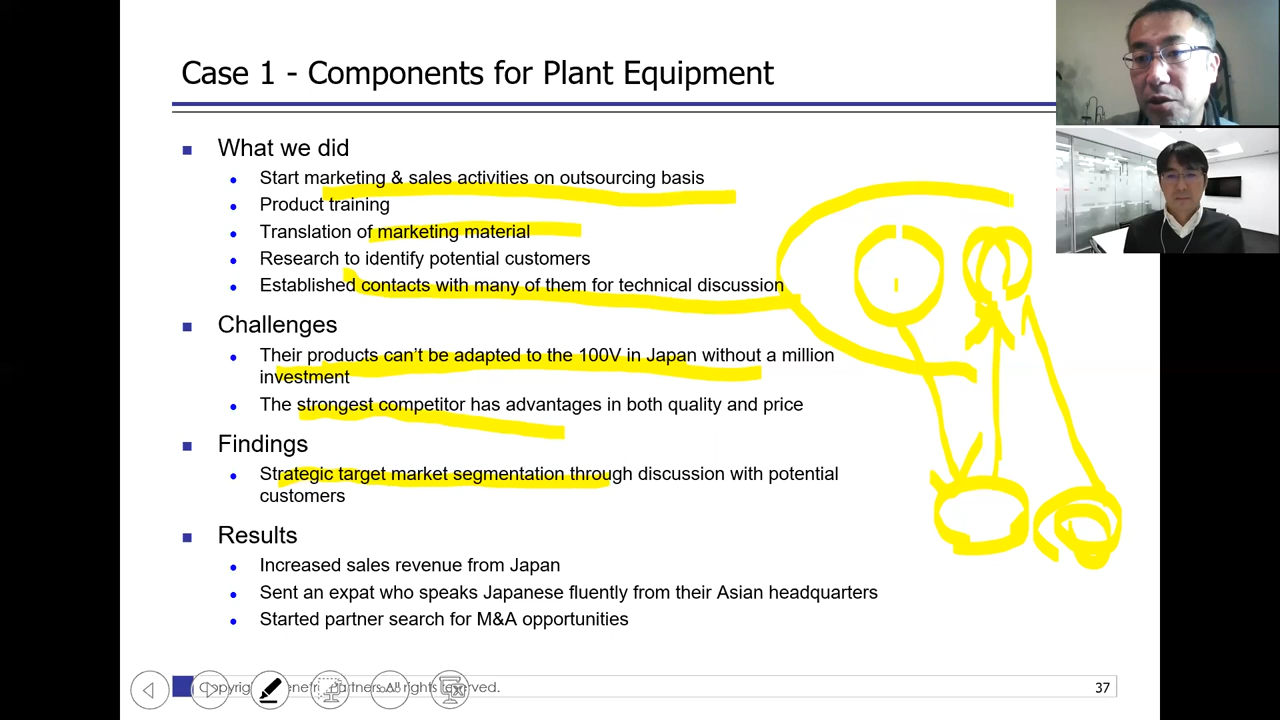 Case 1 - Components for Plant Equipment
What we did
Start marketing & sales activities on outsourcing basis
Product training
Translation of marketing material
Research to identify potential customers
Established contacts with many of them for technical discussion
Challenges
Their products can't be adapted to the 100V in Japan without a million
investment
The strongest competitor has advantages in both quality and price
Findings
Strategic target market segmentation through discussion with potential
customers
Results
Increased sales revenue from Japan
Sent an expat who speaks Japanese fluently from their Asian headquarters
Started partner search for M&A opportunities
rights reserved.
37